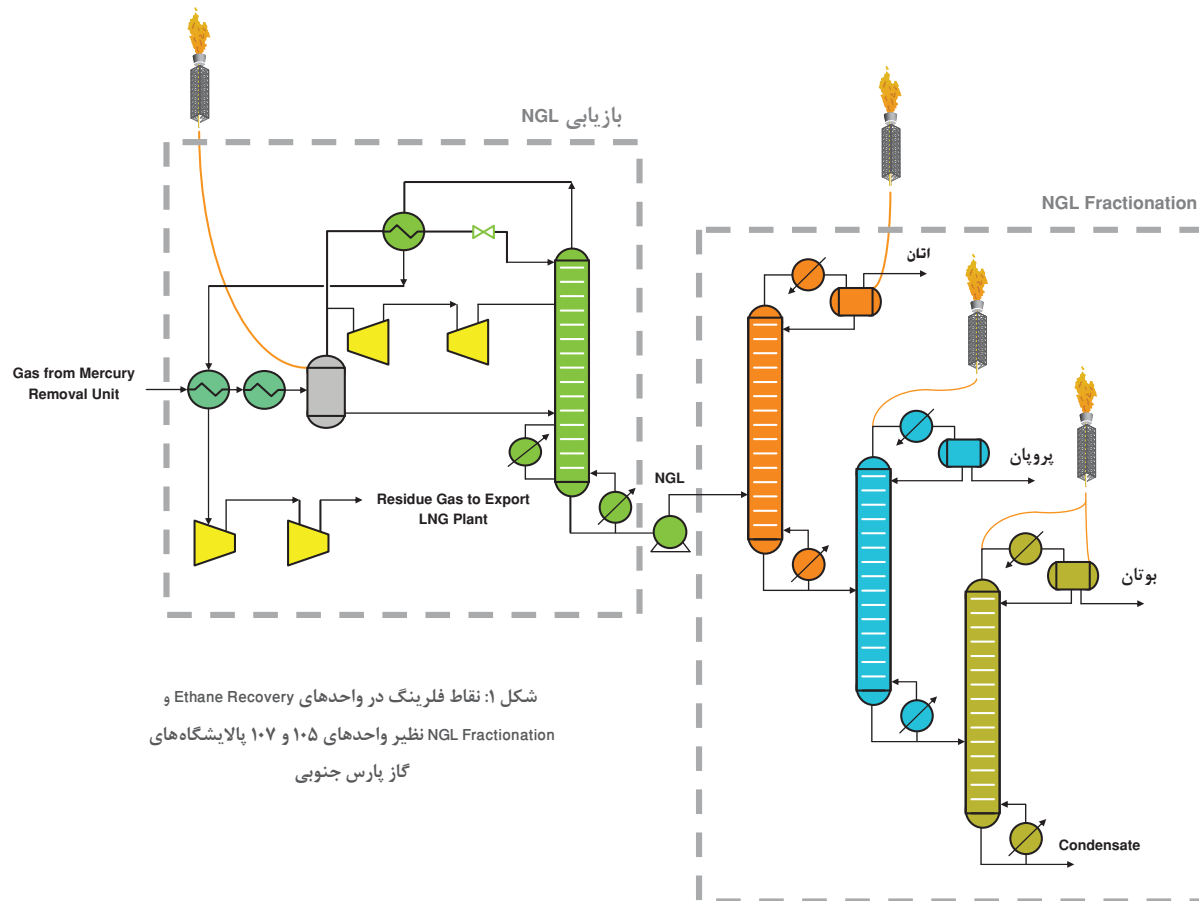 بازیابی NGL
NGL Fractionation
اتان
Gas from Mercury
Removal Unit
پروپان
NGL
Residue Gas to Export
LNG Plant
بوتان
شکل ۱: نقاط فلرینگ در واحدهای Ethane Recovery و
NGL Fractionation نظیر واحدهای ۱۰۵ و ۱۰۷ پالایشگاه‌های
گاز پارس جنوبی
Condensate